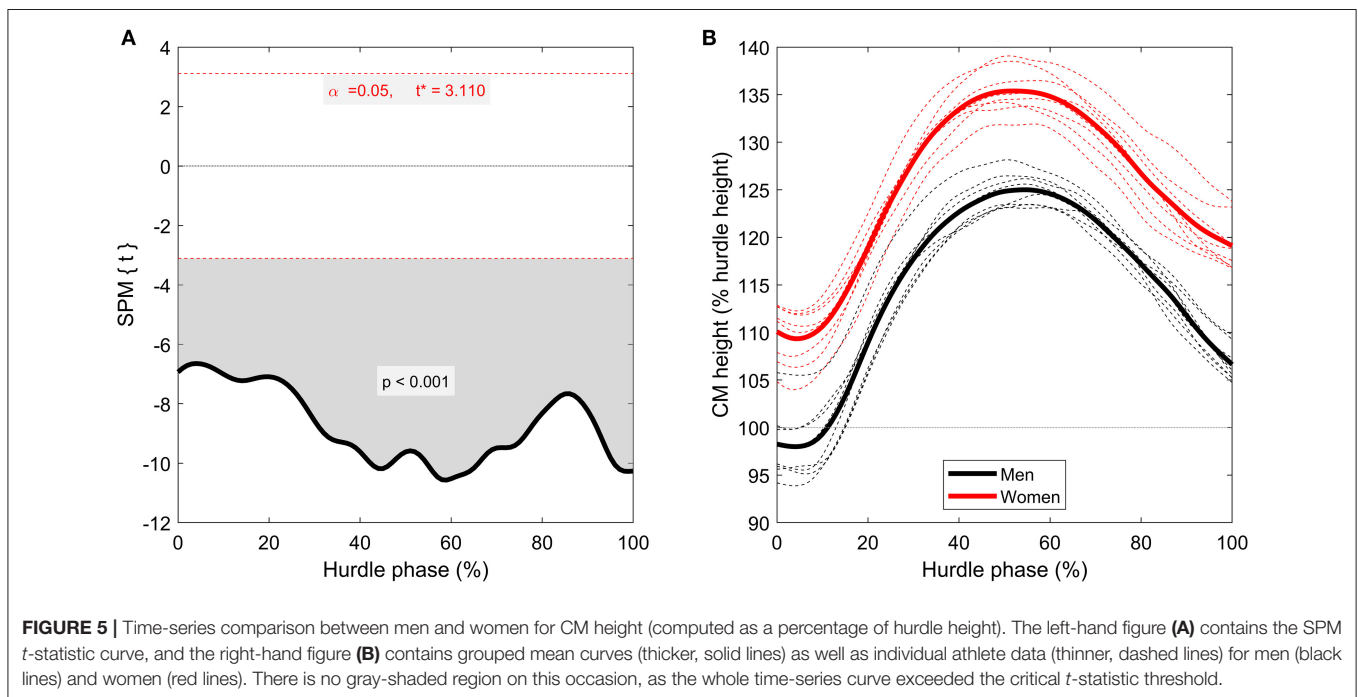 A
B
4
2
0
-2
-4
-6
-8
-10
-12
SPM { t }
α =0.05, t* = 3.110
p < 0.001
0 20 40 60 80 100
Hurdle phase (%)
140
135
130
125
120
115
110
105
100
95
90
CM height (% hurdle height)
Men
Women
0 20 40 60 80 100
Hurdle phase (%)
FIGURE 5 | Time-series comparison between men and women for CM height (computed as a percentage of hurdle height). The left-hand figure (A) contains the SPM
t-statistic curve, and the right-hand figure (B) contains grouped mean curves (thicker, solid lines) as well as individual athlete data (thinner, dashed lines) for men (black
lines) and women (red lines). There is no gray-shaded region on this occasion, as the whole time-series curve exceeded the critical t-statistic threshold.